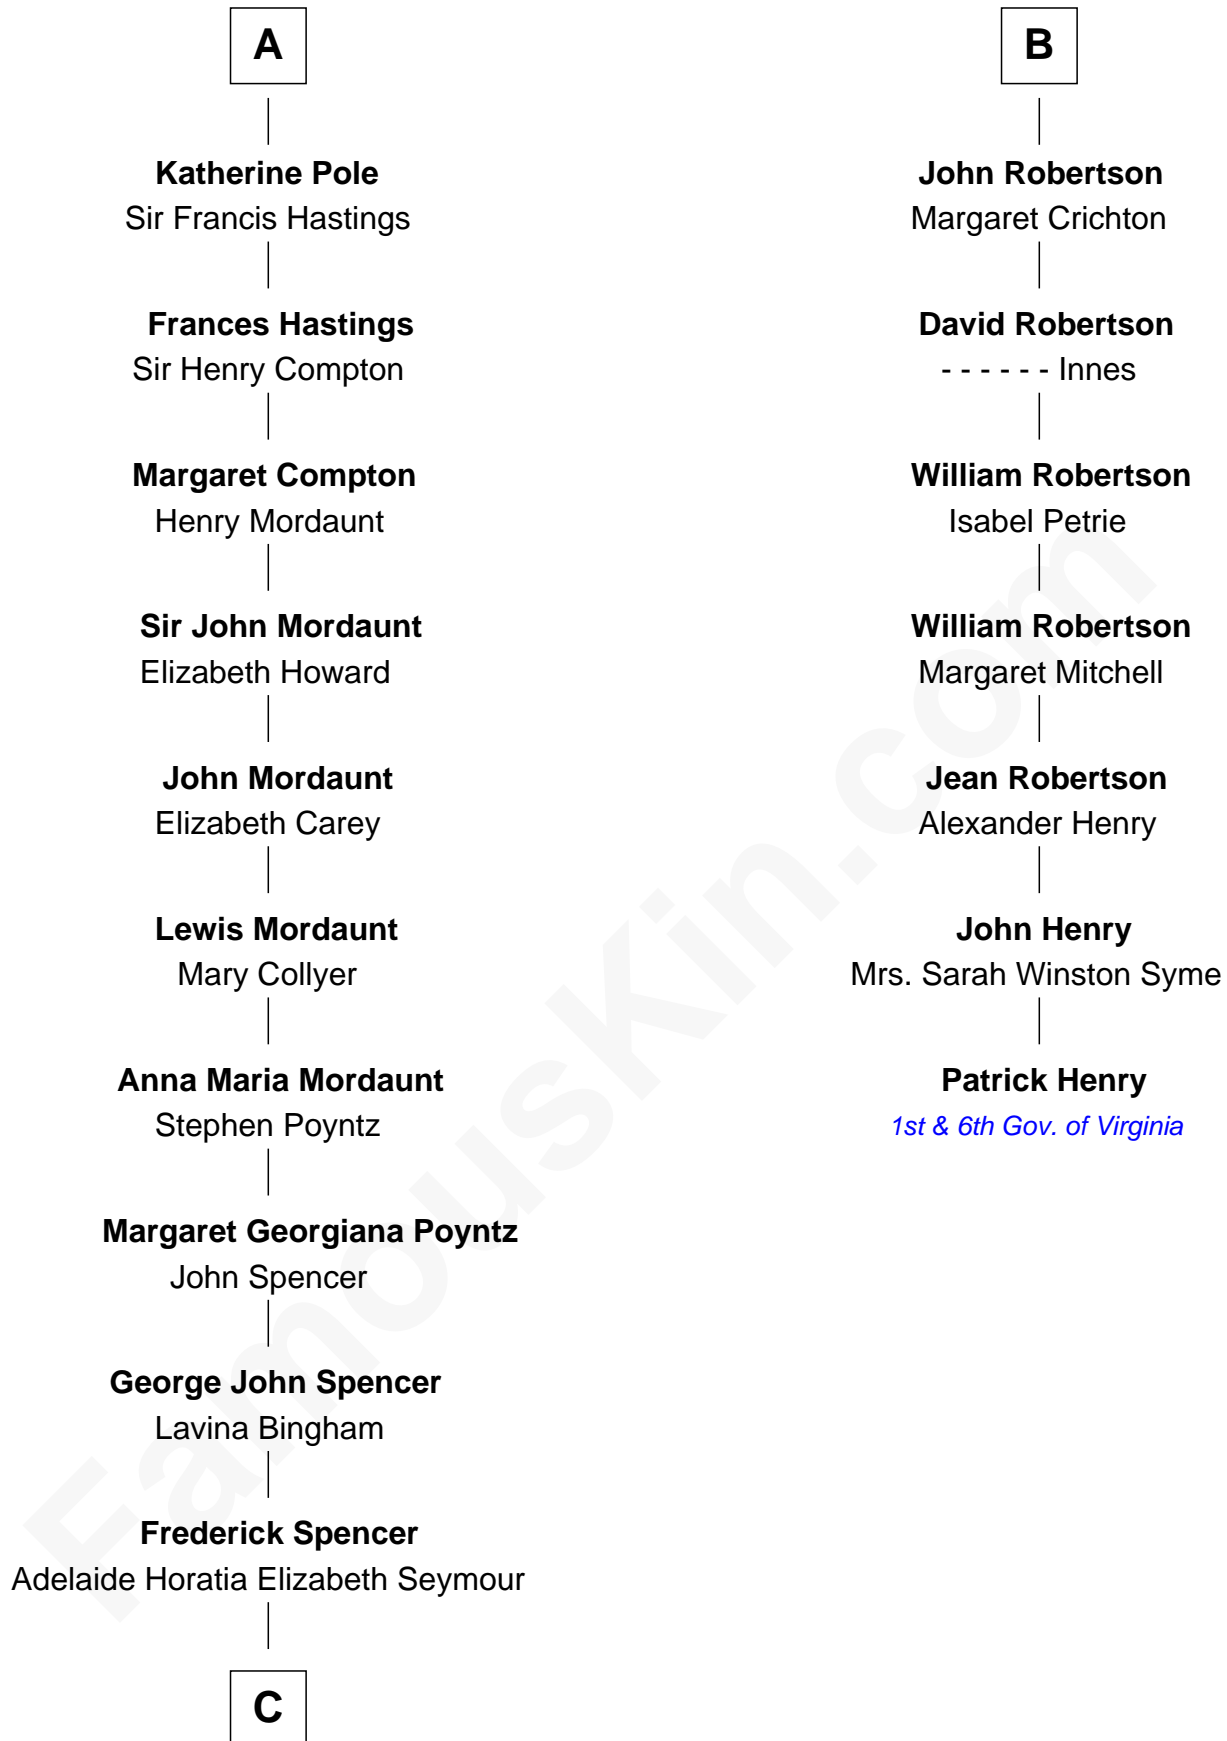 A
Katherine Pole
Sir Francis Hastings
Frances Hastings
Sir Henry Compton
Margaret Compton
Henry Mordaunt
Sir John Mordaunt
Elizabeth Howard
John Mordaunt
Elizabeth Carey
Lewis Mordaunt
Mary Collyer
Anna Maria Mordaunt
Stephen Poyntz
Margaret Georgiana Poyntz
John Spencer
George John Spencer
Lavina Bingham
Frederick Spencer
Adelaide Horatia Elizabeth Seymour
C
B
John Robertson
Margaret Crichton
David Robertson
- - - - - - Innes
William Robertson
Isabel Petrie
William Robertson
Margaret Mitchell
Jean Robertson
Alexander Henry
John Henry
Mrs. Sarah Winston Syme
Patrick Henry
1st & 6th Gov. of Virginia
FamousKin.com